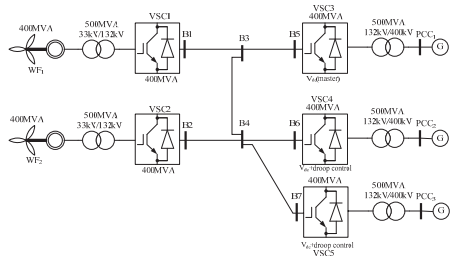 400MVA
WF1
500MVA
33kV/132kV
VSC1
400MVA
B1
B3
B5
VSC3
400MVA
Vdc(master)
500MVA
132kV/400kV
PCC1
G
400MVA
WF2
500MVA
33kV/132kV
VSC2
400MVA
B2
B4
B6
VSC4
400MVA
Vdc+droop control
500MVA
132kV/400kV
PCC2
G
B7
400MVA
Vdc+droop control
VSC5
500MVA
132kV/400kV
PCC3
G